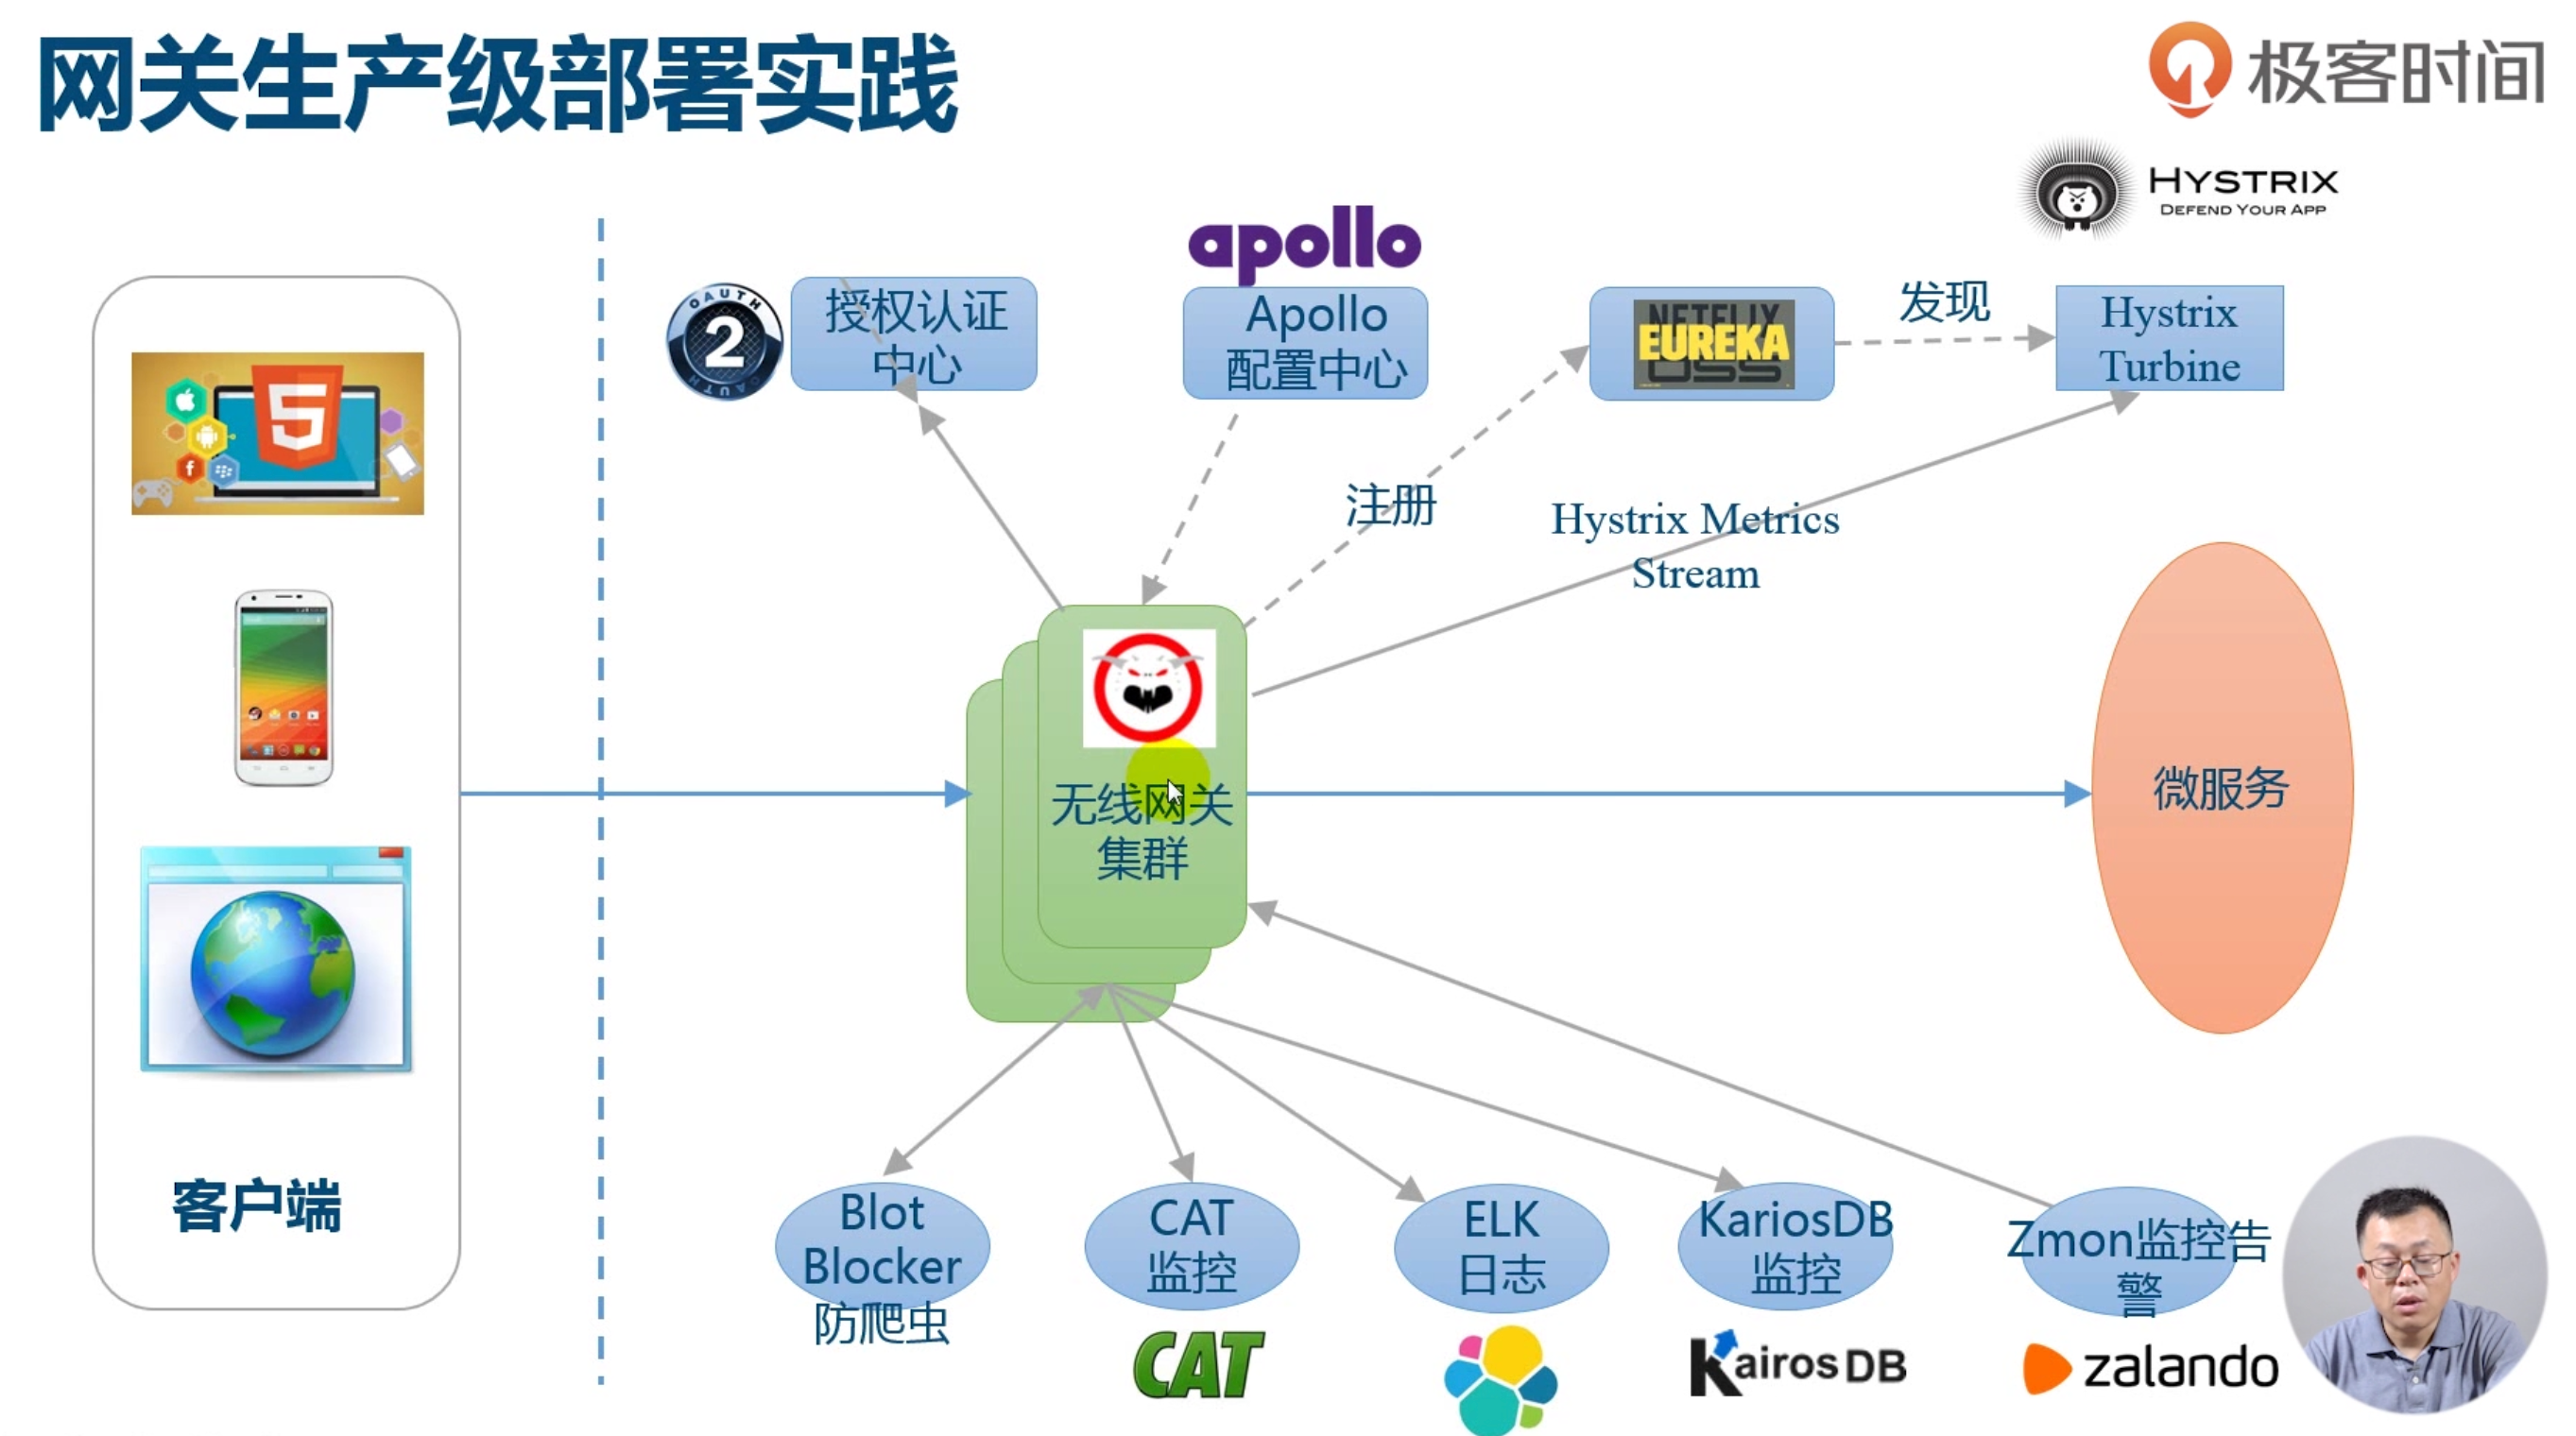 网关生产级部署实践
极客时间
HYSTRIX
DEFEND YOUR APP
apollo
OAUTH
2
OAUTH
授权认证
中心
Apollo
配置中心
NETFLIX
EUREKA
OSS
发现
Hystrix
Turbine
注册
Hystrix Metrics
Stream
5
f
无线网关
集群
微服务
客户端
Blot
Blocker
防爬虫
CAT
监控
ELK
日志
KariosDB
监控
Zmon监控告
警
CAT
KairosDB
zalando